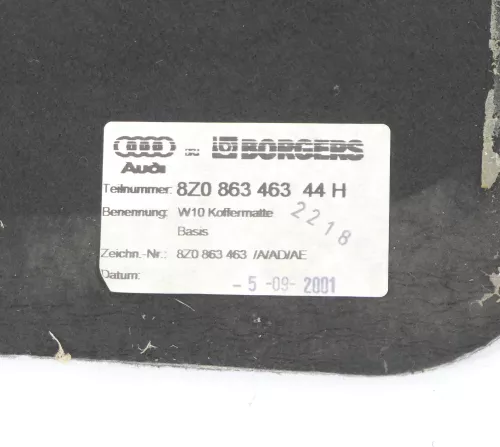 Audi
BORGERS
Teilnummer: 8Z0 863 463 44 H
Benennung: W10 Koffermatte
2218
Basis
Zeichn.-Nr.: 8Z0 863 463 /A/AD/AE
Datum:
- 5 -09- 2001